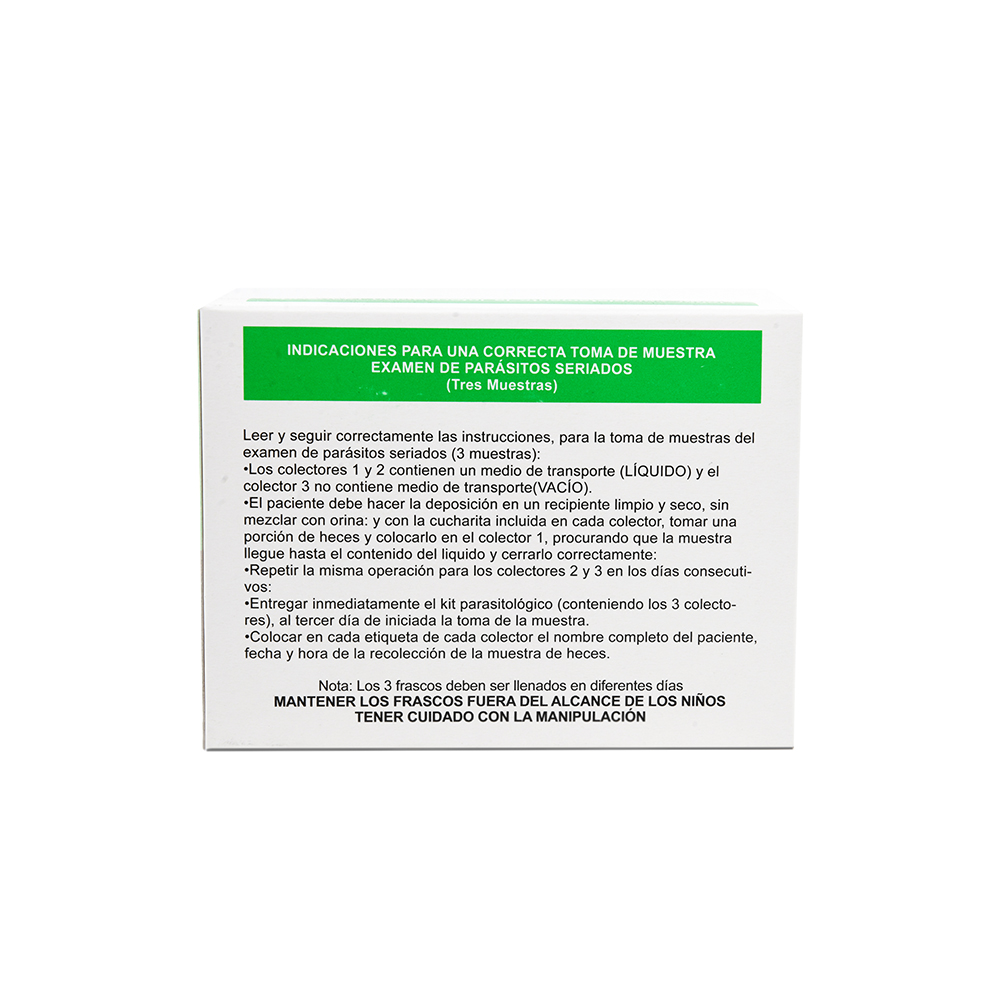 INDICACIONES PARA UNA CORRECTA TOMA DE MUESTRA
EXAMEN DE PARÁSITOS SERIADOS
(Tres Muestras)
Leer y seguir correctamente las instrucciones, para la toma de muestras del
examen de parásitos seriados (3 muestras):
•Los colectores 1 y 2 contienen un medio de transporte (LÍQUIDO) y el
colector 3 no contiene medio de transporte(VACÍO).
•El paciente debe hacer la deposición en un recipiente limpio y seco, sin
mezclar con orina: y con la cucharita incluida en cada colector, tomar una
porción de heces y colocarlo en el colector 1, procurando que la muestra
llegue hasta el contenido del liquido y cerrarlo correctamente:
•Repetir la misma operación para los colectores 2 y 3 en los días consecuti-
vos:
•Entregar inmediatamente el kit parasitológico (conteniendo los 3 colecto-
res), al tercer día de iniciada la toma de la muestra.
•Colocar en cada etiqueta de cada colector el nombre completo del paciente,
fecha y hora de la recolección de la muestra de heces.
Nota: Los 3 frascos deben ser llenados en diferentes días
MANTENER LOS FRASCOS FUERA DEL ALCANCE DE LOS NIÑOS
TENER CUIDADO CON LA MANIPULACIÓN